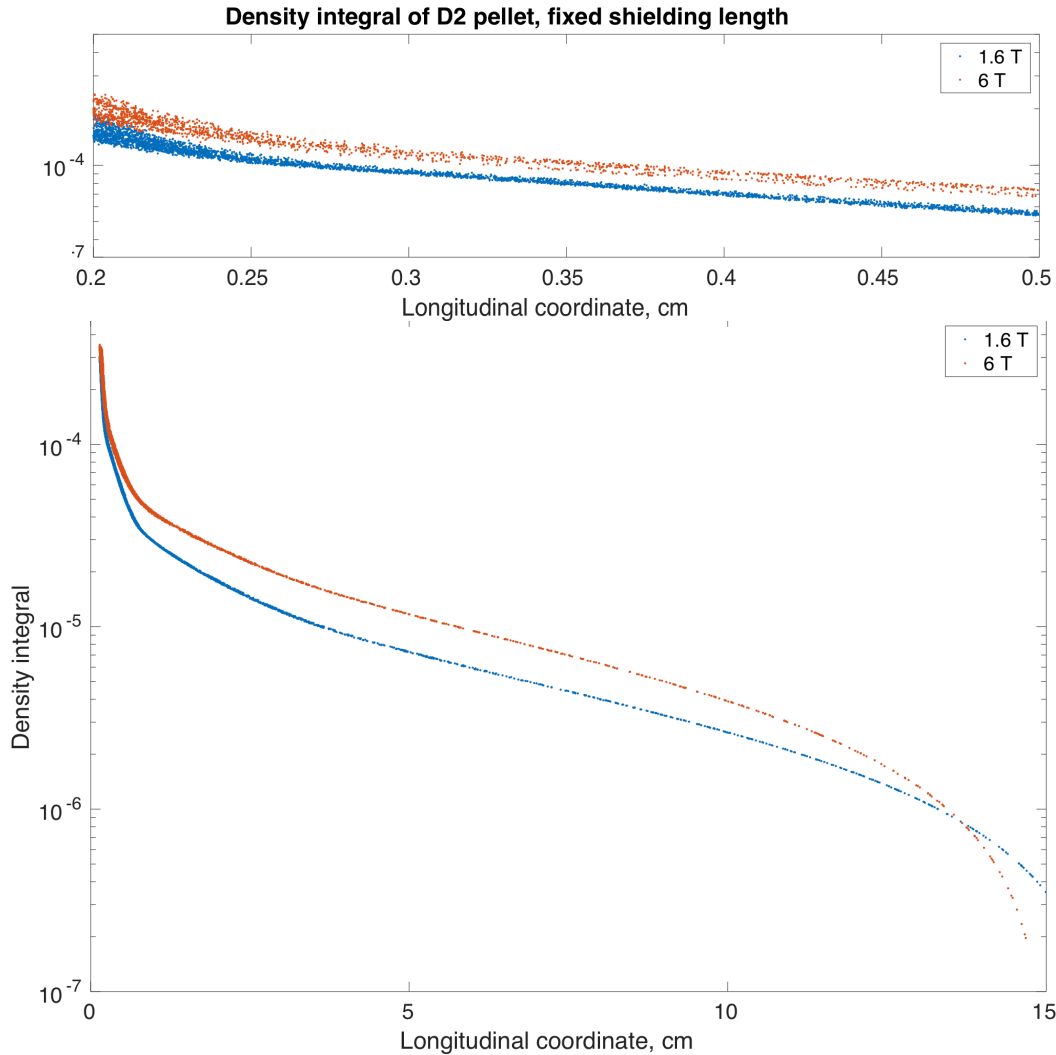 Density integral of D2 pellet, fixed shielding length
1.6 T
6 T
10-4
-7
0.2 0.25 0.3 0.35 0.4 0.45 0.5
Longitudinal coordinate, cm
1.6 T
6 T
10-4
10-5
10-6
10-7
Density integral
0 5 10 15
Longitudinal coordinate, cm